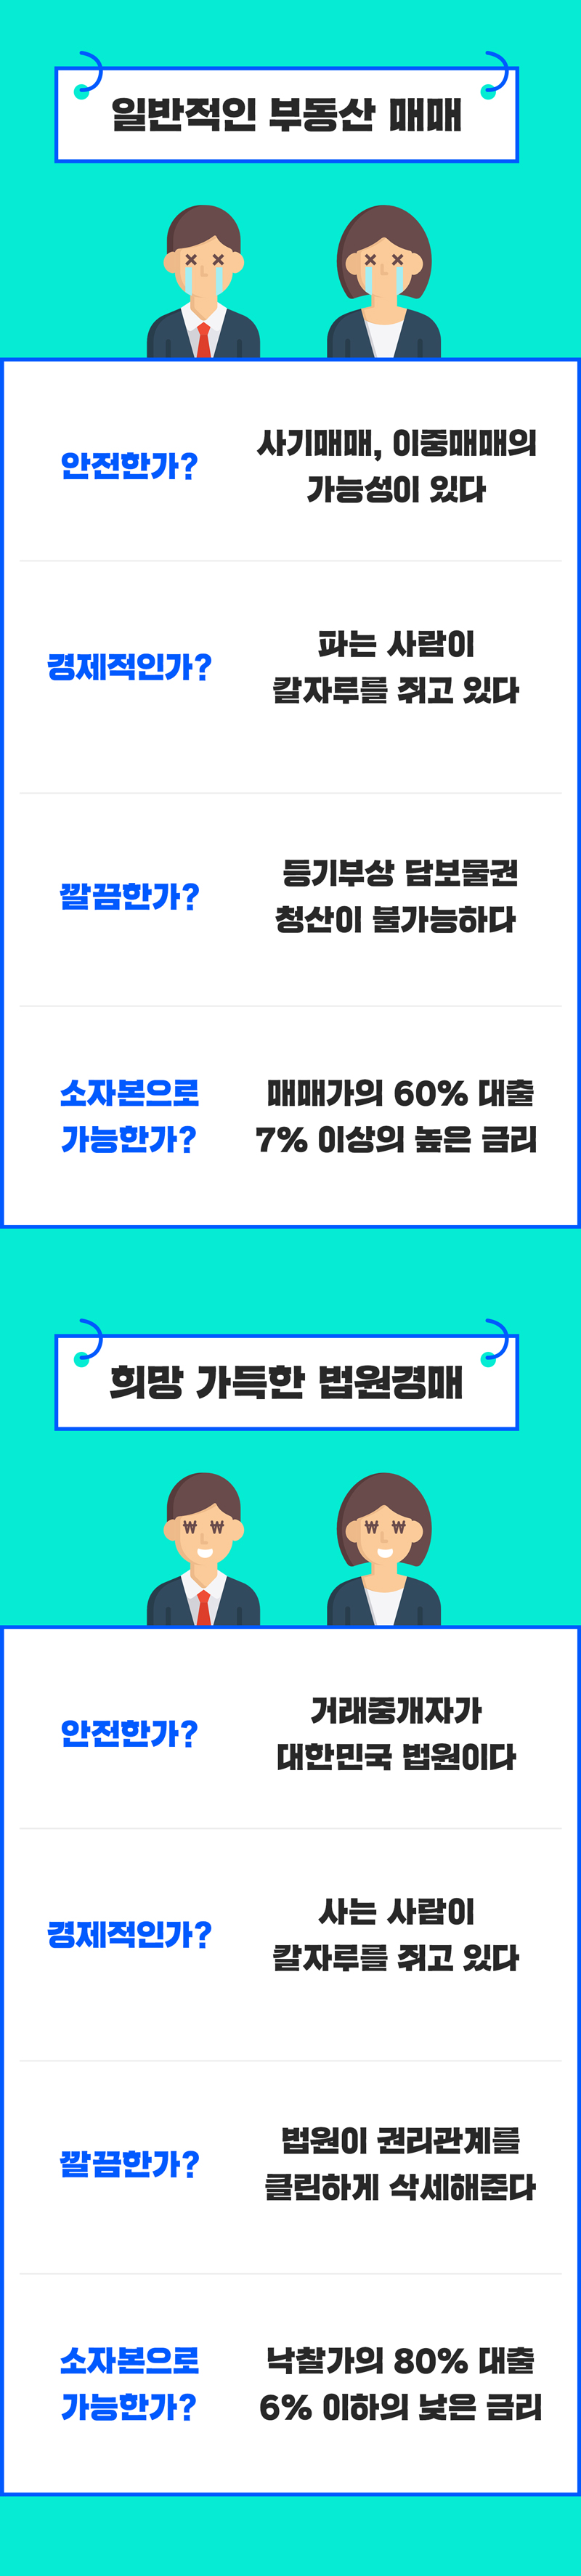 일반적인 부동산 매매
안전한가?
사기매매, 이중매매의
가능성이 있다
경제적인가?
파는 사람이
칼자루를 쥐고 있다
깔끔한가?
등기부상 담보물권
청산이 불가능하다
소자본으로
가능한가?
매매가의 60% 대출
7% 이상의 높은 금리
희망 가득한 법원경매
₩ ₩
₩ ₩
안전한가?
거래중개자가
대한민국 법원이다
경제적인가?
사는 사람이
칼자루를 쥐고 있다
깔끔한가?
법원이 권리관계를
클린하게 삭세해준다
소자본으로
가능한가?
낙찰가의 80% 대출
6% 이하의 낮은 금리